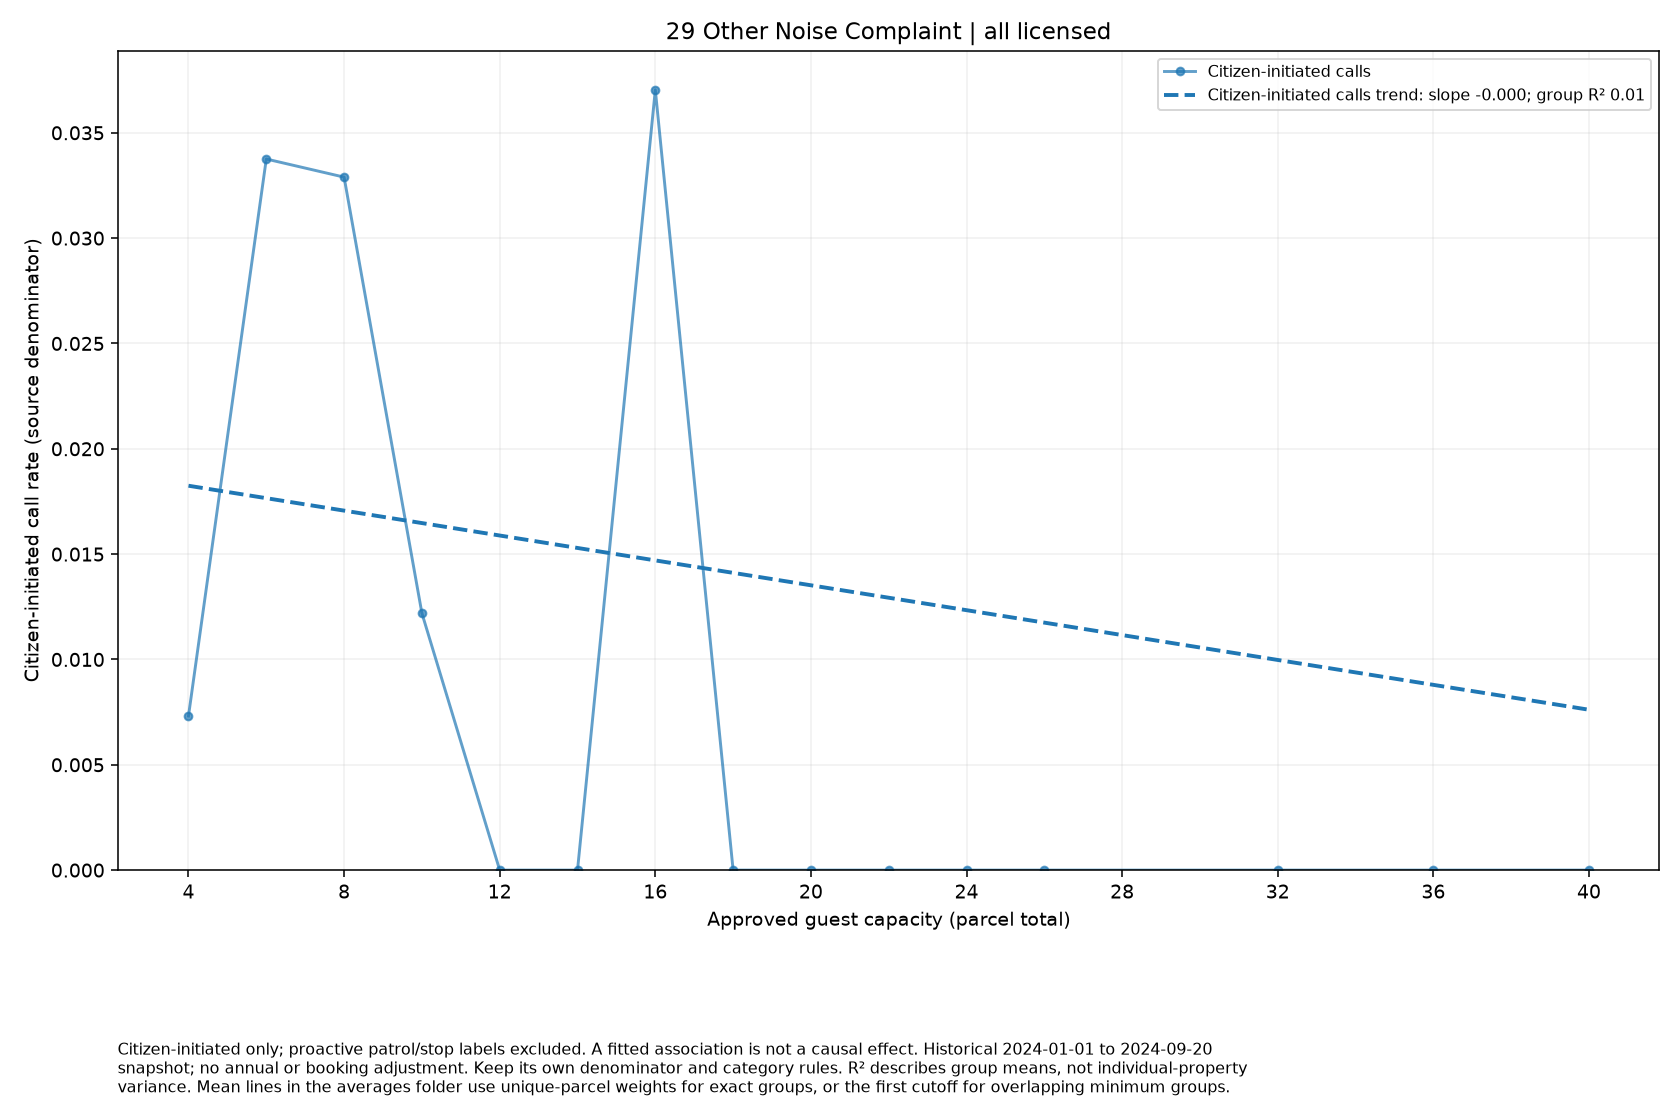 29 Other Noise Complaint | all licensed
Citizen-initiated calls
Citizen-initiated calls trend: slope -0.000; group R² 0.01
Citizen-initiated call rate (source denominator)
0.035
0.030
0.025
0.020
0.015
0.010
0.005
0.000
4 8 12 16 20 24 28 32 36 40
Approved guest capacity (parcel total)
Citizen-initiated only; proactive patrol/stop labels excluded. A fitted association is not a causal effect. Historical 2024-01-01 to 2024-09-20
snapshot; no annual or booking adjustment. Keep its own denominator and category rules. R² describes group means, not individual-property
variance. Mean lines in the averages folder use unique-parcel weights for exact groups, or the first cutoff for overlapping minimum groups.